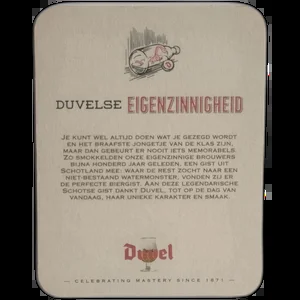 DUVELSE EIGENZINNIGHEID
JE KUNT WEL ALTIJD DOEN WAT JE GEZEGD WORDT
EN HET BRAAFSTE JONGETJE VAN DE KLAS ZIJN,
MAAR DAN GEBEURT ER NOOIT IETS MEMORABELS.
ZO SMOKKELDEN ONZE EIGENZINNIGE BROUWERS
BIJNA HONDERD JAAR GELEDEN, EEN GIST UIT
SCHOTLAND MEE: WAAR DE REST ZOCHT NAAR EEN
NIET-BESTAAND WATERMONSTER, VONDEN ZIJ ER
DE PERFECTE BIERGIST. AAN DEZE LEGENDARISCHE
SCHOTSE GIST DANKT DUVEL, TOT OP DE DAG VAN
VANDAAG, HAAR UNIEKE KARAKTER EN SMAAK.
Duvel
CELEBRATING MASTERY SINCE 1871